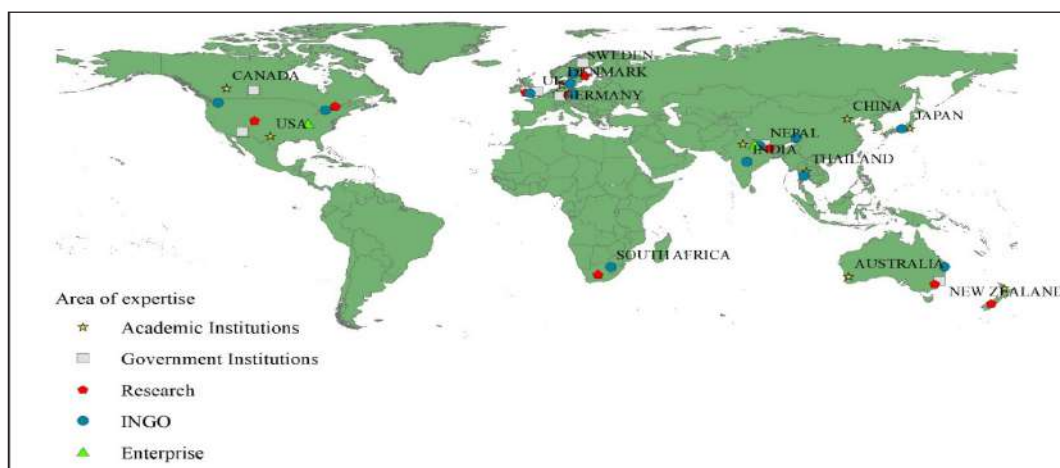 SWEDEN
CANADA
UK
DENMARK
GERMANY
CHINA
JAPAN
USA
NEPAL
INDIA
THAILAND
SOUTH AFRICA
AUSTRALIA
NEW ZEALAND
Area of expertise
Academic Institutions
Government Institutions
Research
INGO
Enterprise